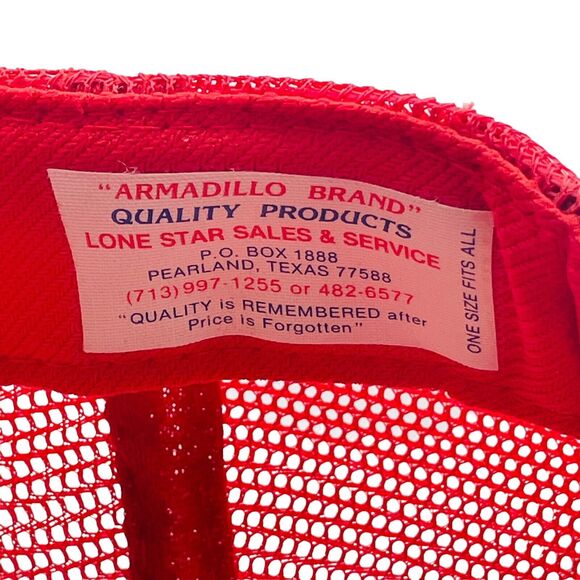 "ARMADILLO BRAND"
QUALITY PRODUCTS
LONE STAR SALES & SERVICE
P.O. BOX 1888
PEARLAND, TEXAS 77588
(713) 997-1255 or 482-6577
"QUALITY is REMEMBERED after
Price is Forgotten"
ONE SIZE FITS ALL